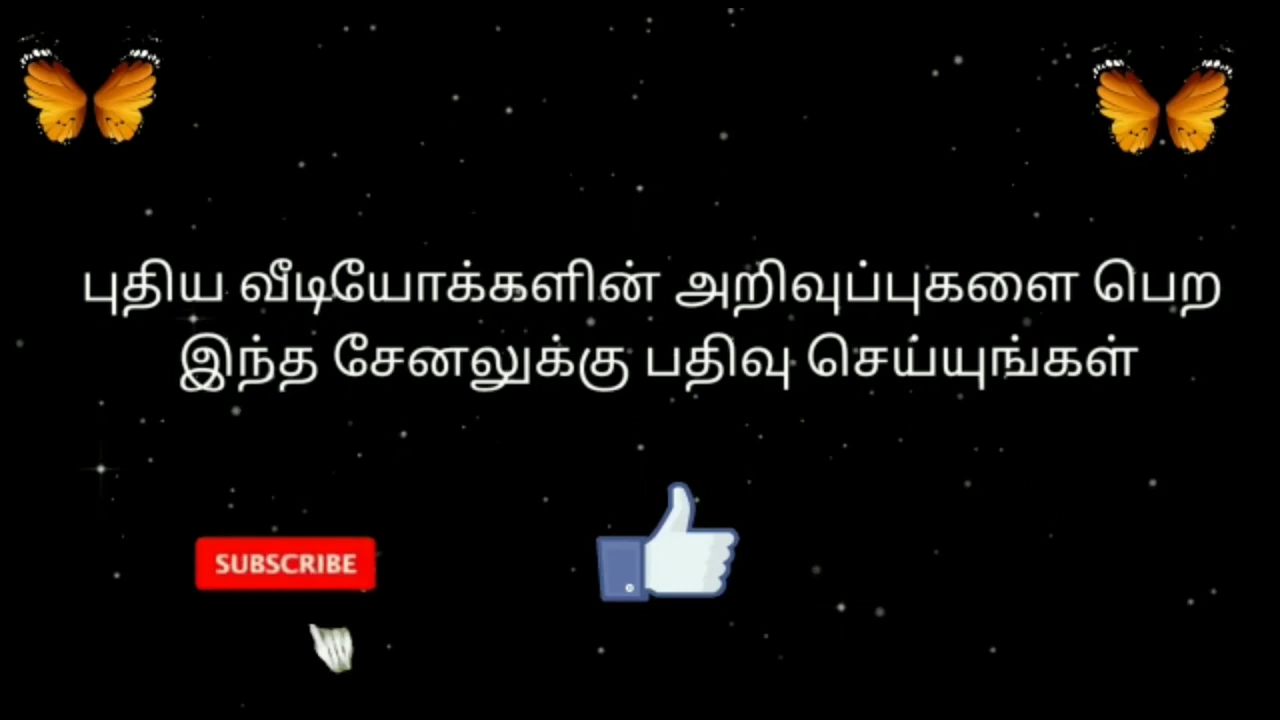 புதிய வீடியோக்களின் அறிவுப்புகளை பெற
இந்த சேனலுக்கு பதிவு செய்யுங்கள்
SUBSCRIBE